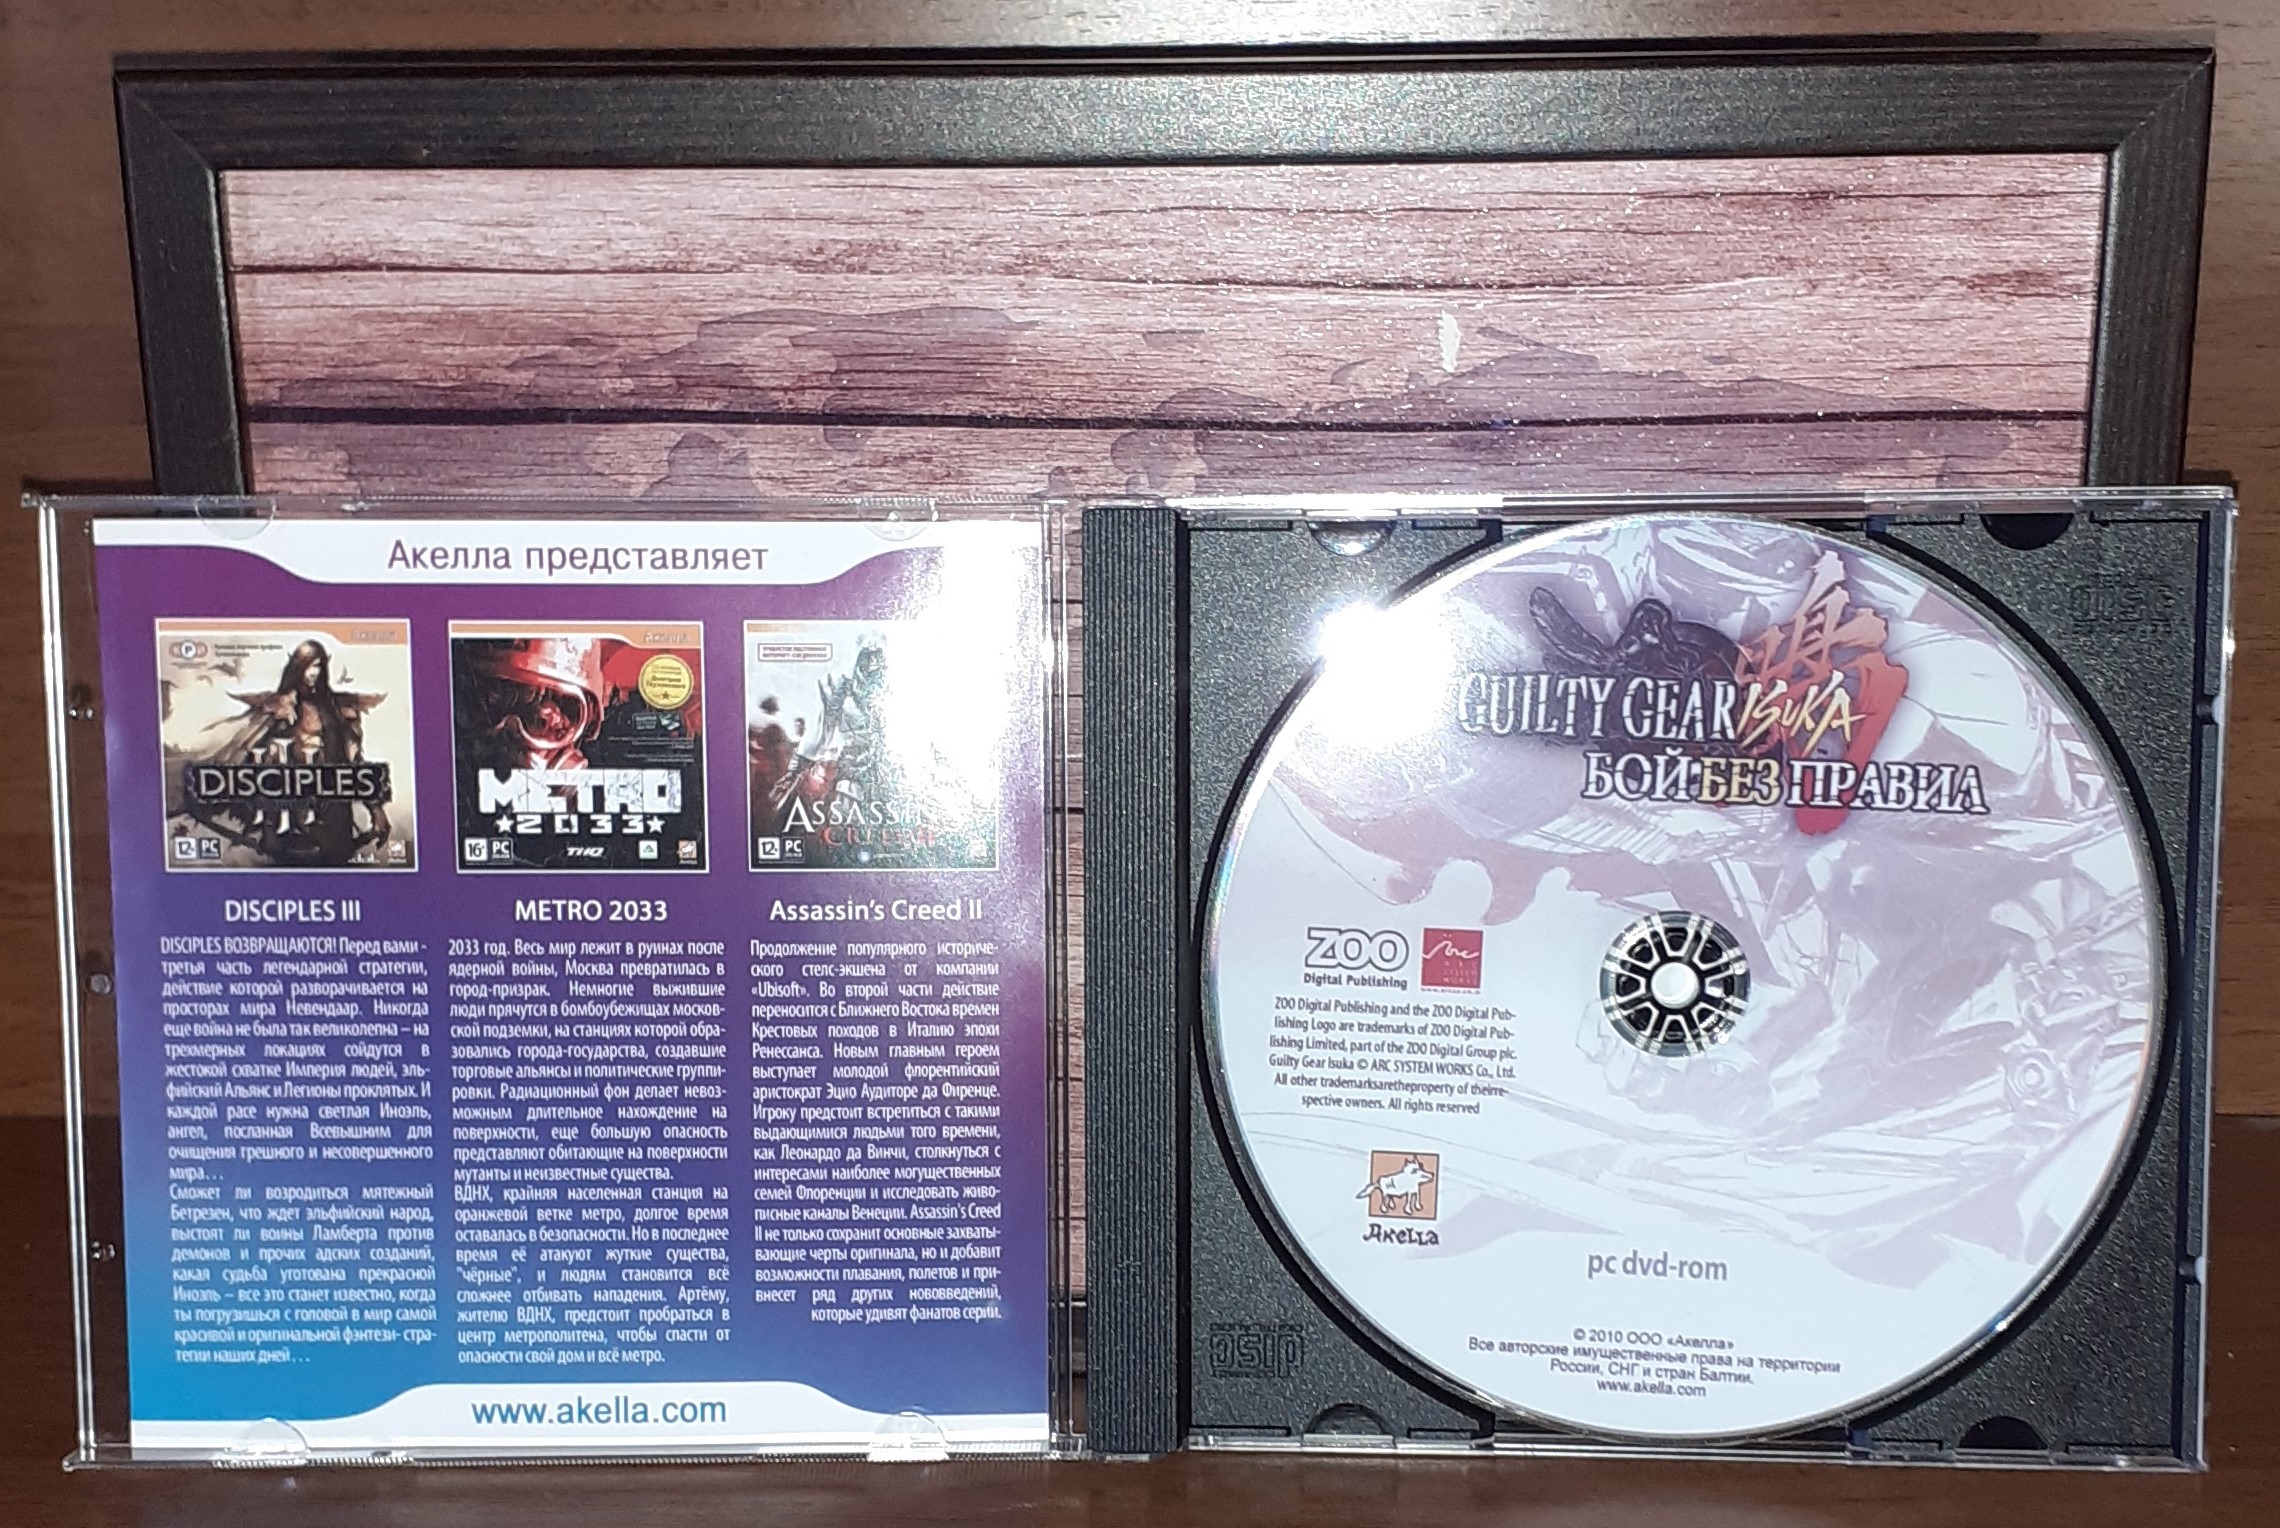 Акелла представляет
DISCIPLES
METRO
2033
THQ
ASSASSIN'S
CREED II
12+ PC
16+ PC
12+ PC
DISCIPLES III
DISCIPLES ВОЗВРАЩАЮТСЯ! Перед вами -
третья часть легендарной стратегии,
действие которой разворачивается на
просторах мира Невендаар. Никогда
еще война не была так великолепна – на
трехмерных локациях сойдутся в
жестокой схватке Империя людей, эль-
фийский Альянс и Легионы проклятых. И
каждой расе нужна светлая Иноэль,
ангел, посланная Всевышним для
очищения грешного и несовершенного
мира...
Сможет ли возродиться мятежный
Бетрезен, что ждет эльфийский народ,
выстоят ли воины Ламберта против
демонов и прочих адских созданий,
какая судьба уготована прекрасной
Иноэль – все это станет известно, когда
ты погрузишься с головой в мир самой
красивой и оригинальной фэнтези- стра-
тегии наших дней...
METRO 2033
2033 год. Весь мир лежит в руинах после
ядерной войны, Москва превратилась в
город-призрак. Немногие выжившие
люди прячутся в бомбоубежищах москов-
ской подземки, на станциях которой обра-
зовались города-государства, создавшие
торговые альянсы и политические группи-
ровки. Радиационный фон делает невоз-
можным длительное нахождение на
поверхности, еще большую опасность
представляют обитающие на поверхности
мутанты и неизвестные существа.
ВДНХ, крайняя населенная станция на
оранжевой ветке метро, долгое время
оставалась в безопасности. Но в последнее
время её атакуют жуткие существа,
"чёрные", и людям становится всё
сложнее отбивать нападения. Артёму,
жителю ВДНХ, предстоит пробраться в
центр метрополитена, чтобы спасти от
опасности свой дом и всё метро.
Assassin's Creed II
Продолжение популярного историче-
ского стелс-экшена от компании
«Ubisoft». Во второй части действие
переносится с Ближнего Востока времен
Крестовых походов в Италию эпохи
Ренессанса. Новым главным героем
выступает молодой флорентийский
аристократ Эцио Аудиторе да Фиренце.
Игроку предстоит встретиться с такими
выдающимися людьми того времени,
как Леонардо да Винчи, столкнуться с
интересами наиболее могущественных
семей Флоренции и исследовать живо-
писные каналы Венеции. Assassin's Creed
II не только сохранит основные захваты-
вающие черты оригинала, но и добавит
возможности плавания, полетов и при-
внесет ряд других нововведений,
которые удивят фанатов серии.
www.akella.com
GUILTY GEAR ISUKA
БОЙ БЕЗ ПРАВИЛ
ZOO
Digital Publishing
ZOO Digital Publishing and the ZOO Digital Pub-
lishing Logo are trademarks of ZOO Digital Pub-
lishing Limited, part of the ZOO Digital Group plc.
Guilty Gear Isuka © ARC SYSTEM WORKS Co., Ltd.
All other trademarksaretheproperty of theirre-
spective owners. All rights reserved
Akella
pc dvd-rom
© 2010 ООО «Акелла»
Все авторские имущественные права на территории
России, СНГ и стран Балтии.
www.akella.com
disc